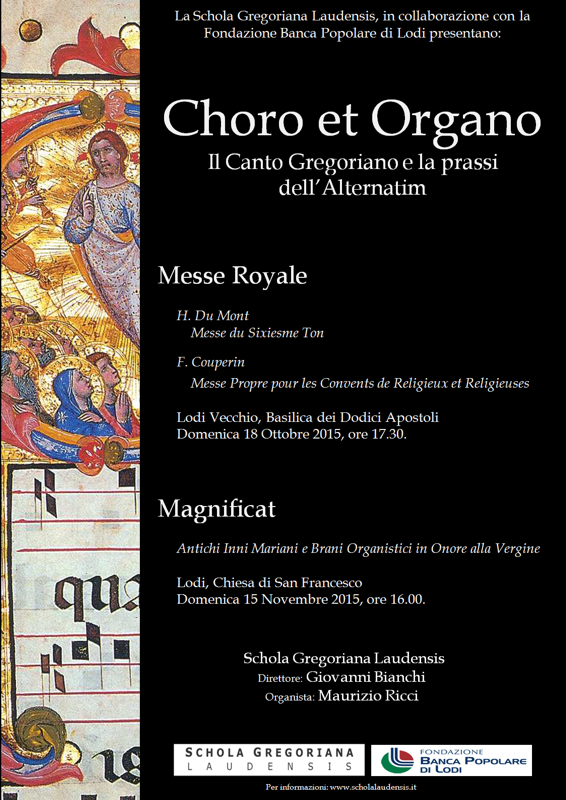 La Schola Gregoriana Laudensis, in collaborazione con la
Fondazione Banca Popolare di Lodi presentano:
Choro et Organo
Il Canto Gregoriano e la prassi
dell'Alternatim
Messe Royale
H. Du Mont
Messe du Sixiesme Ton
F. Couperin
Messe Propre pour les Convents de Religieux et Religieuses
Lodi Vecchio, Basilica dei Dodici Apostoli
Domenica 18 Ottobre 2015, ore 17.30.
Magnificat
Antichi Inni Mariani e Brani Organistici in Onore alla Vergine
Lodi, Chiesa di San Francesco
Domenica 15 Novembre 2015, ore 16.00.
Schola Gregoriana Laudensis
Direttore: Giovanni Bianchi
Organista: Maurizio Ricci
SCHOLA GREGORIANA
LAUDENSIS
FONDAZIONE
BANCA POPOLARE
DI LODI
Per informazioni: www.scholalaudensis.it
qua
is